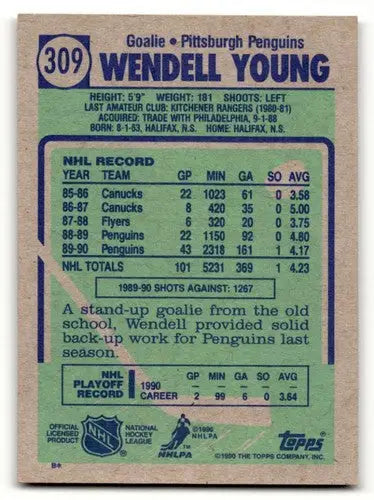 309
Goalie • Pittsburgh Penguins
WENDELL YOUNG
HEIGHT: 5'9" WEIGHT: 181 SHOOTS: LEFT
LAST AMATEUR CLUB: KITCHENER RANGERS (1980-81)
ACQUIRED: TRADE WITH PHILADELPHIA, 9-1-88
BORN: 8-1-63, HALIFAX, N.S. HOME: HALIFAX, N.S.
NHL RECORD
YEAR TEAM GP MIN GA SO AVG
85-86 Canucks 22 1023 61 0 3.58
86-87 Canucks 8 420 35 0 5.00
87-88 Flyers 6 320 20 0 3.75
88-89 Penguins 22 1150 92 0 4.80
89-90 Penguins 43 2318 161 1 4.17
NHL TOTALS 101 5231 369 1 4.23
1989-90 SHOTS AGAINST: 1267
A stand-up goalie from the old
school, Wendell provided solid
back-up work for Penguins last
season.
NHL PLAYOFF RECORD
GP MIN GA SO AVG
1990 – – – – –
CAREER 2 99 6 0 3.64
OFFICIAL LICENSED PRODUCT
NHL
NATIONAL HOCKEY LEAGUE
©1990 NHLPA
NHLPA
topps
©1990 THE TOPPS COMPANY, INC.
B*